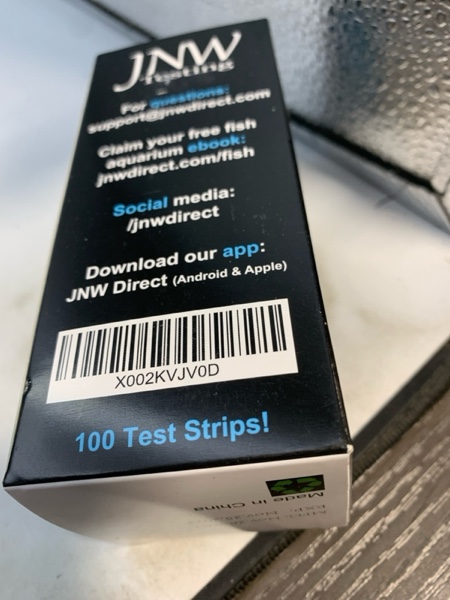 JNW
Testing
For questions:
support@jnwdirect.com
Claim your free fish
aquarium ebook:
jnwdirect.com/fish
Social media:
/jnwdirect
Download our app:
JNW Direct (Android & Apple)
X002KVJV0D
100 Test Strips!
Made in China